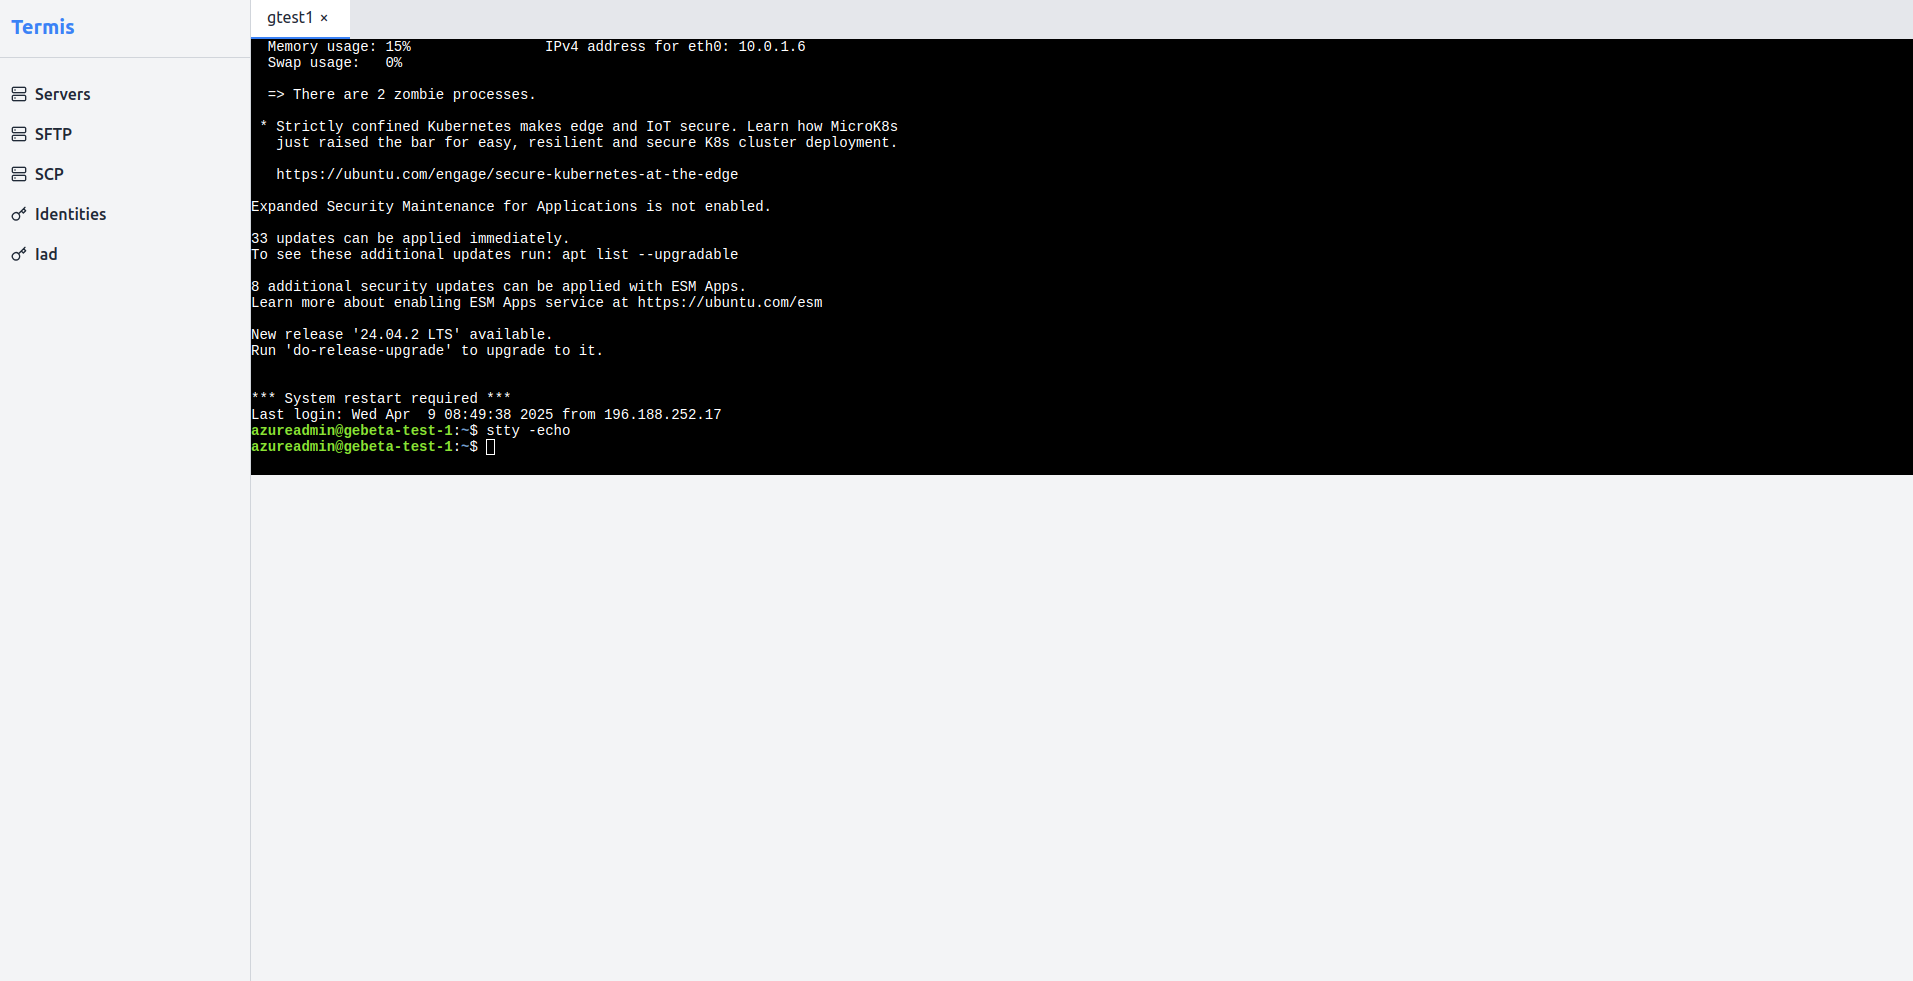 Termis
Servers
SFTP
SCP
Identities
Iad
gtest1 ×
Memory usage: 15%                IPv4 address for eth0: 10.0.1.6
Swap usage:   0%
=> There are 2 zombie processes.
* Strictly confined Kubernetes makes edge and IoT secure. Learn how MicroK8s
just raised the bar for easy, resilient and secure K8s cluster deployment.
https://ubuntu.com/engage/secure-kubernetes-at-the-edge
Expanded Security Maintenance for Applications is not enabled.
33 updates can be applied immediately.
To see these additional updates run: apt list --upgradable
8 additional security updates can be applied with ESM Apps.
Learn more about enabling ESM Apps service at https://ubuntu.com/esm
New release '24.04.2 LTS' available.
Run 'do-release-upgrade' to upgrade to it.
*** System restart required ***
Last login: Wed Apr  9 08:49:38 2025 from 196.188.252.17
azureadmin@gebeta-test-1:~$ stty -echo
azureadmin@gebeta-test-1:~$